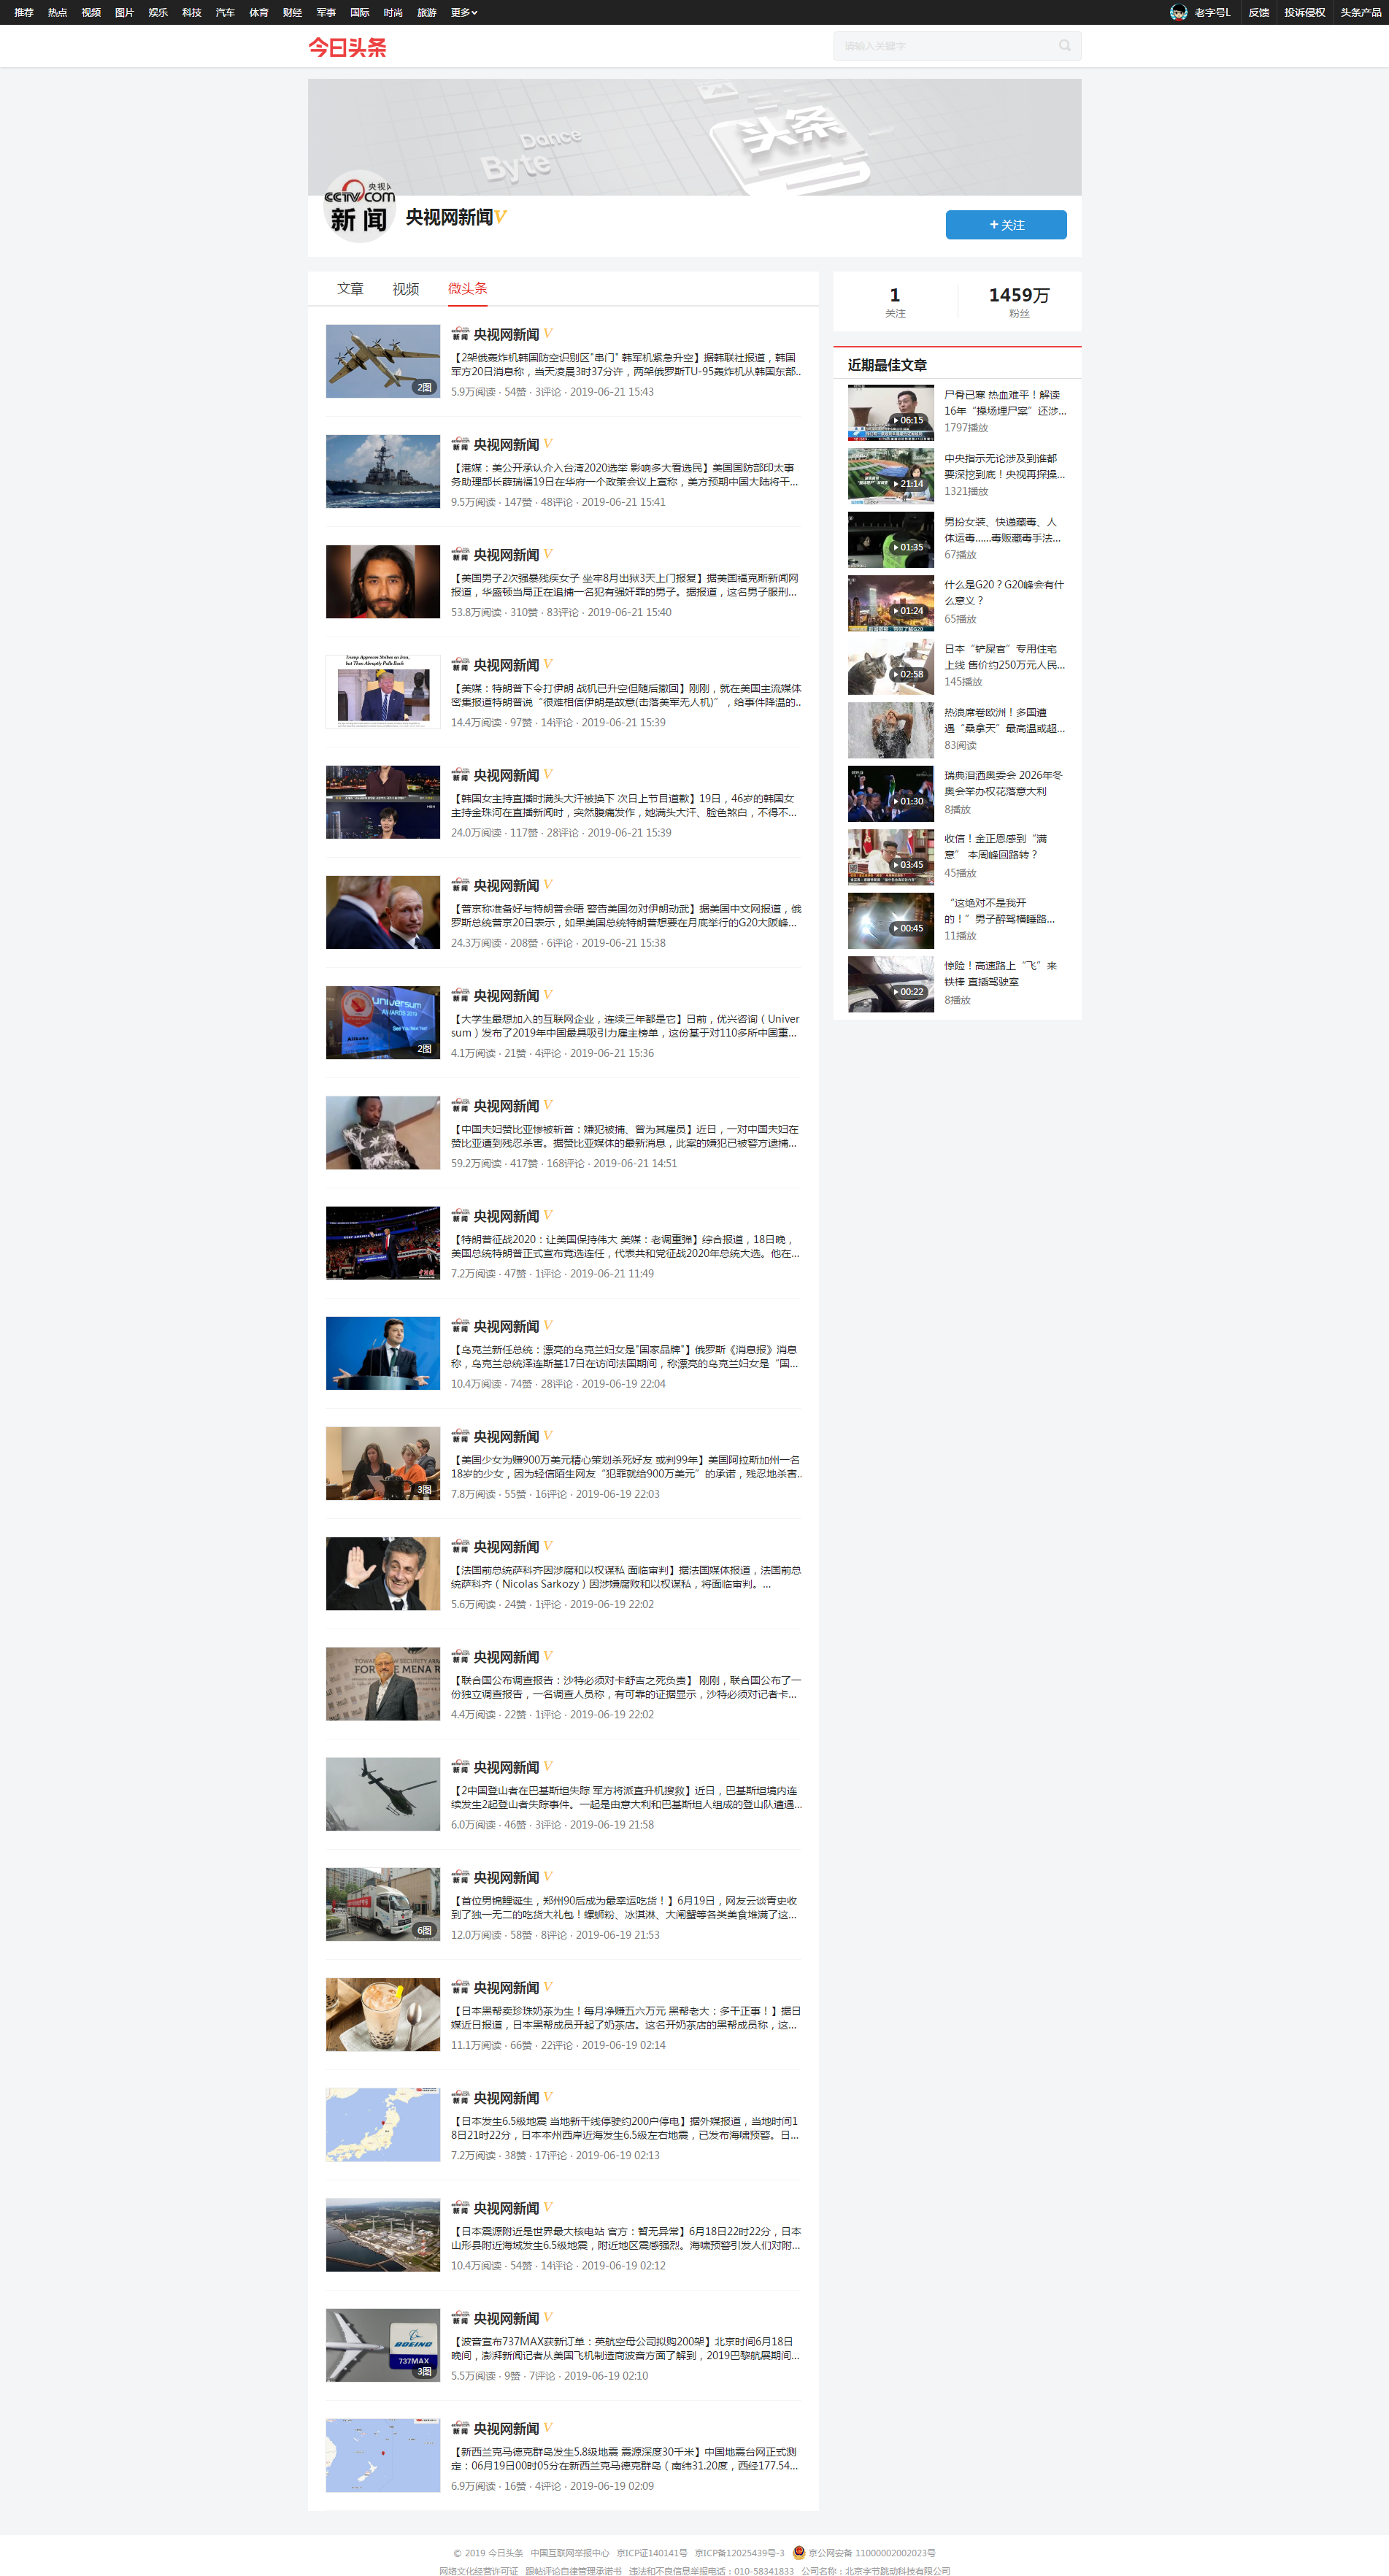 推荐 热点 视频 图片 娱乐 科技 汽车 体育 财经 军事 国际 时尚 旅游 更多
老字号L 反馈 投诉侵权 头条产品
今日头条
请输入关键字
Dance
Byte
头条
央视网
CCTV.com
新闻
央视网新闻V
+ 关注
文章 视频 微头条
2图
央视网新闻 V
【2架俄轰炸机韩国防空识别区"串门" 韩军机紧急升空】据韩联社报道,韩国
军方20日消息称,当天凌晨3时37分许,两架俄罗斯TU-95轰炸机从韩国东部..
5.9万阅读 · 54赞 · 3评论 · 2019-06-21 15:43
央视网新闻 V
【港媒:美公开承认介入台湾2020选举 影响多大看选民】美国国防部印太事
务助理部长薛瑞福19日在华府一个政策会议上宣称,美方预期中国大陆将干...
9.5万阅读 · 147赞 · 48评论 · 2019-06-21 15:41
央视网新闻 V
【美国男子2次强暴残疾女子 坐牢8月出狱3天上门报复】据美国福克斯新闻网
报道,华盛顿当局正在追捕一名犯有强奸罪的男子。据报道,这名男子服刑...
53.8万阅读 · 310赞 · 83评论 · 2019-06-21 15:40
Trump Approves Strikes on Iran,
but Then Abruptly Pulls Back
央视网新闻 V
【美媒:特朗普下令打伊朗 战机已升空但随后撤回】刚刚,就在美国主流媒体
密集报道特朗普说“很难相信伊朗是故意(击落美军无人机)”,给事件降温的..
14.4万阅读 · 97赞 · 14评论 · 2019-06-21 15:39
央视网新闻 V
【韩国女主持直播时满头大汗被换下 次日上节目道歉】19日,46岁的韩国女
主持金珠河在直播新闻时,突然腹痛发作,她满头大汗、脸色煞白,不得不...
24.0万阅读 · 117赞 · 28评论 · 2019-06-21 15:39
央视网新闻 V
【普京称准备好与特朗普会晤 警告美国勿对伊朗动武】据美国中文网报道,俄
罗斯总统普京20日表示,如果美国总统特朗普想要在月底举行的G20大阪峰...
24.3万阅读 · 208赞 · 6评论 · 2019-06-21 15:38
universum
AWARDS 2019
See You Next Year!
2图
央视网新闻 V
【大学生最想加入的互联网企业,连续三年都是它】日前,优兴咨询(Univer
sum)发布了2019年中国最具吸引力雇主榜单,这份基于对110多所中国重...
4.1万阅读 · 21赞 · 4评论 · 2019-06-21 15:36
央视网新闻 V
【中国夫妇赞比亚惨被斩首:嫌犯被捕、曾为其雇员】近日,一对中国夫妇在
赞比亚遭到残忍杀害。据赞比亚媒体的最新消息,此案的嫌犯已被警方逮捕...
59.2万阅读 · 417赞 · 168评论 · 2019-06-21 14:51
央视网新闻 V
【特朗普征战2020:让美国保持伟大 美媒:老调重弹】综合报道,18日晚,
美国总统特朗普正式宣布竞选连任,代表共和党征战2020年总统大选。他在...
7.2万阅读 · 47赞 · 1评论 · 2019-06-21 11:49
央视网新闻 V
【乌克兰新任总统:漂亮的乌克兰妇女是"国家品牌"】俄罗斯《消息报》消息
称,乌克兰总统泽连斯基17日在访问法国期间,称漂亮的乌克兰妇女是“国...
10.4万阅读 · 74赞 · 28评论 · 2019-06-19 22:04
3图
央视网新闻 V
【美国少女为赚900万美元精心策划杀死好友 或判99年】美国阿拉斯加州一名
18岁的少女,因为轻信陌生网友“犯罪就给900万美元”的承诺,残忍地杀害..
7.8万阅读 · 55赞 · 16评论 · 2019-06-19 22:03
央视网新闻 V
【法国前总统萨科齐因涉腐和以权谋私 面临审判】据法国媒体报道,法国前总
统萨科齐(Nicolas Sarkozy)因涉嫌腐败和以权谋私,将面临审判。...
5.6万阅读 · 24赞 · 1评论 · 2019-06-19 22:02
央视网新闻 V
【联合国公布调查报告:沙特必须对卡舒吉之死负责】 刚刚,联合国公布了一
份独立调查报告,一名调查人员称,有可靠的证据显示,沙特必须对记者卡...
4.4万阅读 · 22赞 · 1评论 · 2019-06-19 22:02
央视网新闻 V
【2中国登山者在巴基斯坦失踪 军方将派直升机搜救】近日,巴基斯坦境内连
续发生2起登山者失踪事件。一起是由意大利和巴基斯坦人组成的登山队遭遇...
6.0万阅读 · 46赞 · 3评论 · 2019-06-19 21:58
6图
央视网新闻 V
【首位男锦鲤诞生,郑州90后成为最幸运吃货!】6月19日,网友云谈青史收
到了独一无二的吃货大礼包!螺蛳粉、冰淇淋、大闸蟹等各类美食堆满了这...
12.0万阅读 · 58赞 · 8评论 · 2019-06-19 21:53
央视网新闻 V
【日本黑帮卖珍珠奶茶为生!每月净赚五六万元 黑帮老大:多干正事!】据日
媒近日报道,日本黑帮成员开起了奶茶店。这名开奶茶店的黑帮成员称,这...
11.1万阅读 · 66赞 · 22评论 · 2019-06-19 02:14
央视网新闻 V
【日本发生6.5级地震 当地新干线停驶约200户停电】据外媒报道,当地时间1
8日21时22分,日本本州西岸近海发生6.5级左右地震,已发布海啸预警。日...
7.2万阅读 · 38赞 · 17评论 · 2019-06-19 02:13
央视网新闻 V
【日本震源附近是世界最大核电站 官方:暂无异常】6月18日22时22分,日本
山形县附近海域发生6.5级地震,附近地区震感强烈。海啸预警引发人们对附...
10.4万阅读 · 54赞 · 14评论 · 2019-06-19 02:12
BOEING
737MAX
3图
央视网新闻 V
【波音宣布737MAX获新订单:英航空母公司拟购200架】北京时间6月18日
晚间,澎湃新闻记者从美国飞机制造商波音方面了解到,2019巴黎航展期间...
5.5万阅读 · 9赞 · 7评论 · 2019-06-19 02:10
央视网新闻 V
【新西兰克马德克群岛发生5.8级地震 震源深度30千米】中国地震台网正式测
定:06月19日00时05分在新西兰克马德克群岛(南纬31.20度,西经177.54...
6.9万阅读 · 16赞 · 4评论 · 2019-06-19 02:09
1 1459万
关注 粉丝
近期最佳文章
06:15
尸骨已寒 热血难平!解读
16年“操场埋尸案”还涉...
1797播放
21:14
中央指示无论涉及到谁都
要深挖到底!央视再探操...
1321播放
01:35
男扮女装、快递藏毒、人
体运毒……毒贩藏毒手法...
67播放
01:24
什么是G20?G20峰会有什
么意义?
65播放
02:58
日本“铲屎官”专用住宅
上线 售价约250万元人民...
145播放
热浪席卷欧洲!多国遭
遇“桑拿天”最高温或超...
83阅读
01:30
瑞典泪洒奥委会 2026年冬
奥会举办权花落意大利
8播放
03:45
收信!金正恩感到“满
意” 本周峰回路转?
45播放
00:45
“这绝对不是我开
的!”男子醉驾横睡路...
11播放
00:22
惊险!高速路上“飞”来
铁棒 直插驾驶室
8播放
© 2019 今日头条 中国互联网举报中心 京ICP证140141号 京ICP备12025439号-3 京公网安备 11000002002023号
网络文化经营许可证 跟帖评论自律管理承诺书 违法和不良信息举报电话:010-58341833 公司名称:北京字节跳动科技有限公司